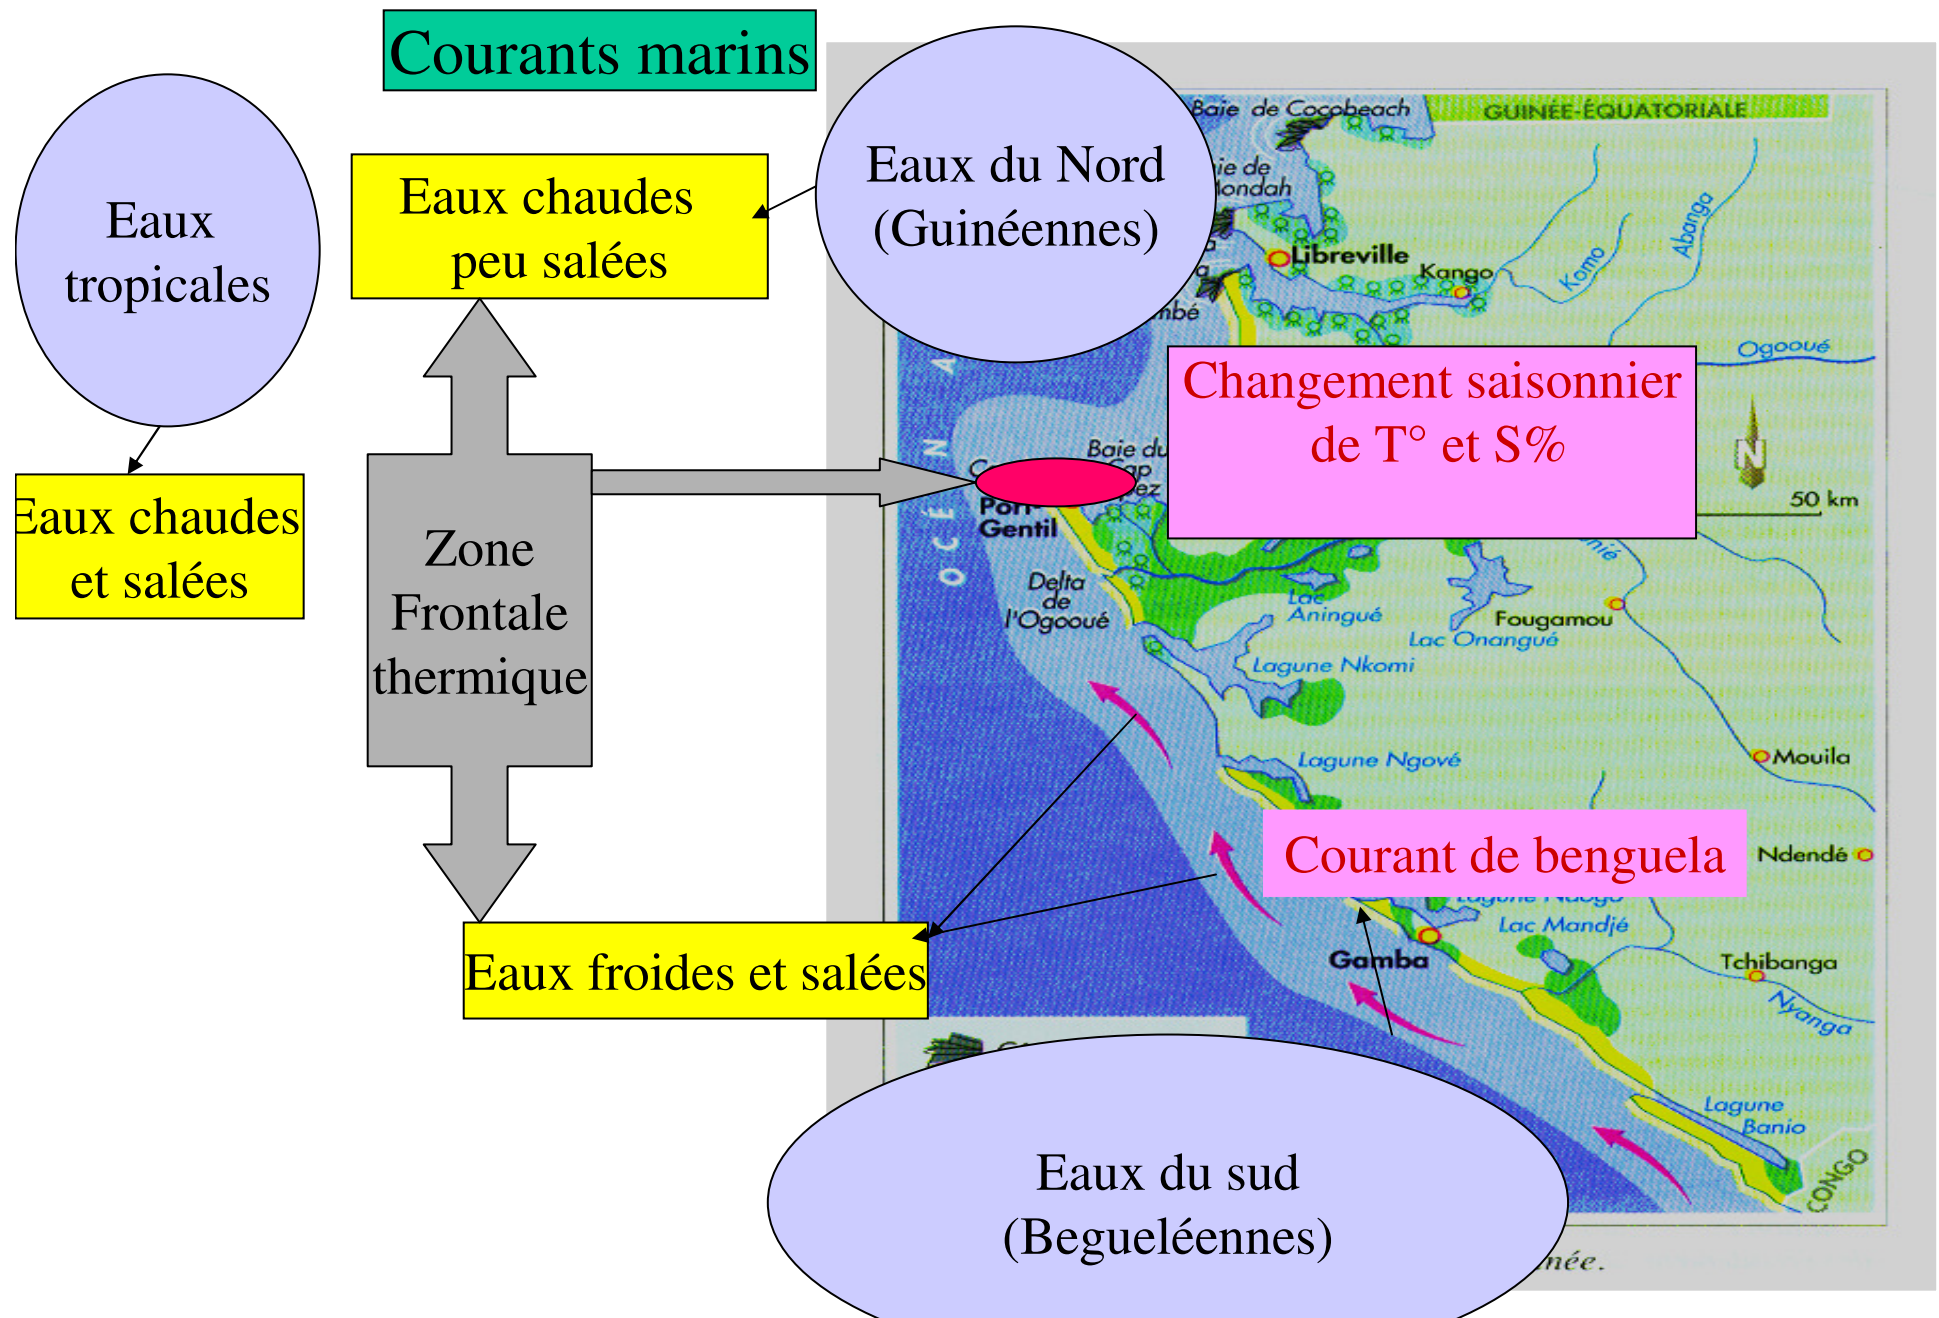 Courants marins
Eaux
tropicales
Eaux chaudes
et salées
Eaux chaudes
peu salées
Eaux du Nord
(Guinéennes)
Zone
Frontale
thermique
Eaux froides et salées
Changement saisonnier
de T° et S%
Courant de benguela
Eaux du sud
(Begueléennes)
Baie de Cocobeach
GUINÉE-ÉQUATORIALE
Libreville
Kango
Komo
Abanga
Ogooué
N
50 km
Baie du
Port-
Gentil
Delta
de
l'Ogooué
Lac
Aningué
Lac Onangué
Fougamou
Lagune Nkomi
Lagune Ngové
Mouila
Ndendé
Lac Mandjé
Gamba
Tchibanga
Nyanga
Lagune
Banio
CONGO